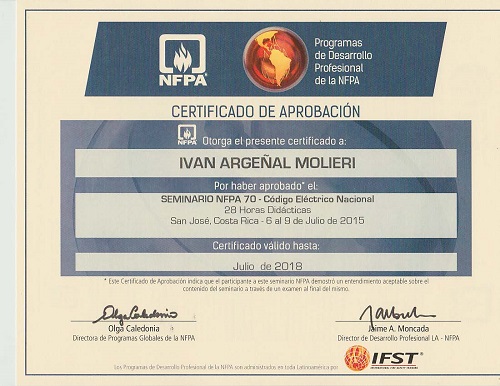 NFPA®
Programas
de Desarrollo
Profesional
de la NFPA
CERTIFICADO DE APROBACIÓN
NFPA Otorga el presente certificado a:
IVAN ARGEÑAL MOLIERI
Por haber aprobado* el:
SEMINARIO NFPA 70 - Código Eléctrico Nacional
28 Horas Didácticas
San José, Costa Rica - 6 al 9 de Julio de 2015
Certificado válido hasta:
Julio de 2018
* Este Certificado de Aprobación indica que el participante a este seminario NFPA demostró un entendimiento aceptable sobre el
contenido del seminario a través de un examen al final del mismo.
Olga Caledonia
Olga Caledonia
Directora de Programas Globales de la NFPA
Jaime A. Moncada
Director de Desarrollo Profesional LA - NFPA
Los Programas de Desarrollo Profesional de la NFPA son administrados en toda Latinoamérica por:
IFST®